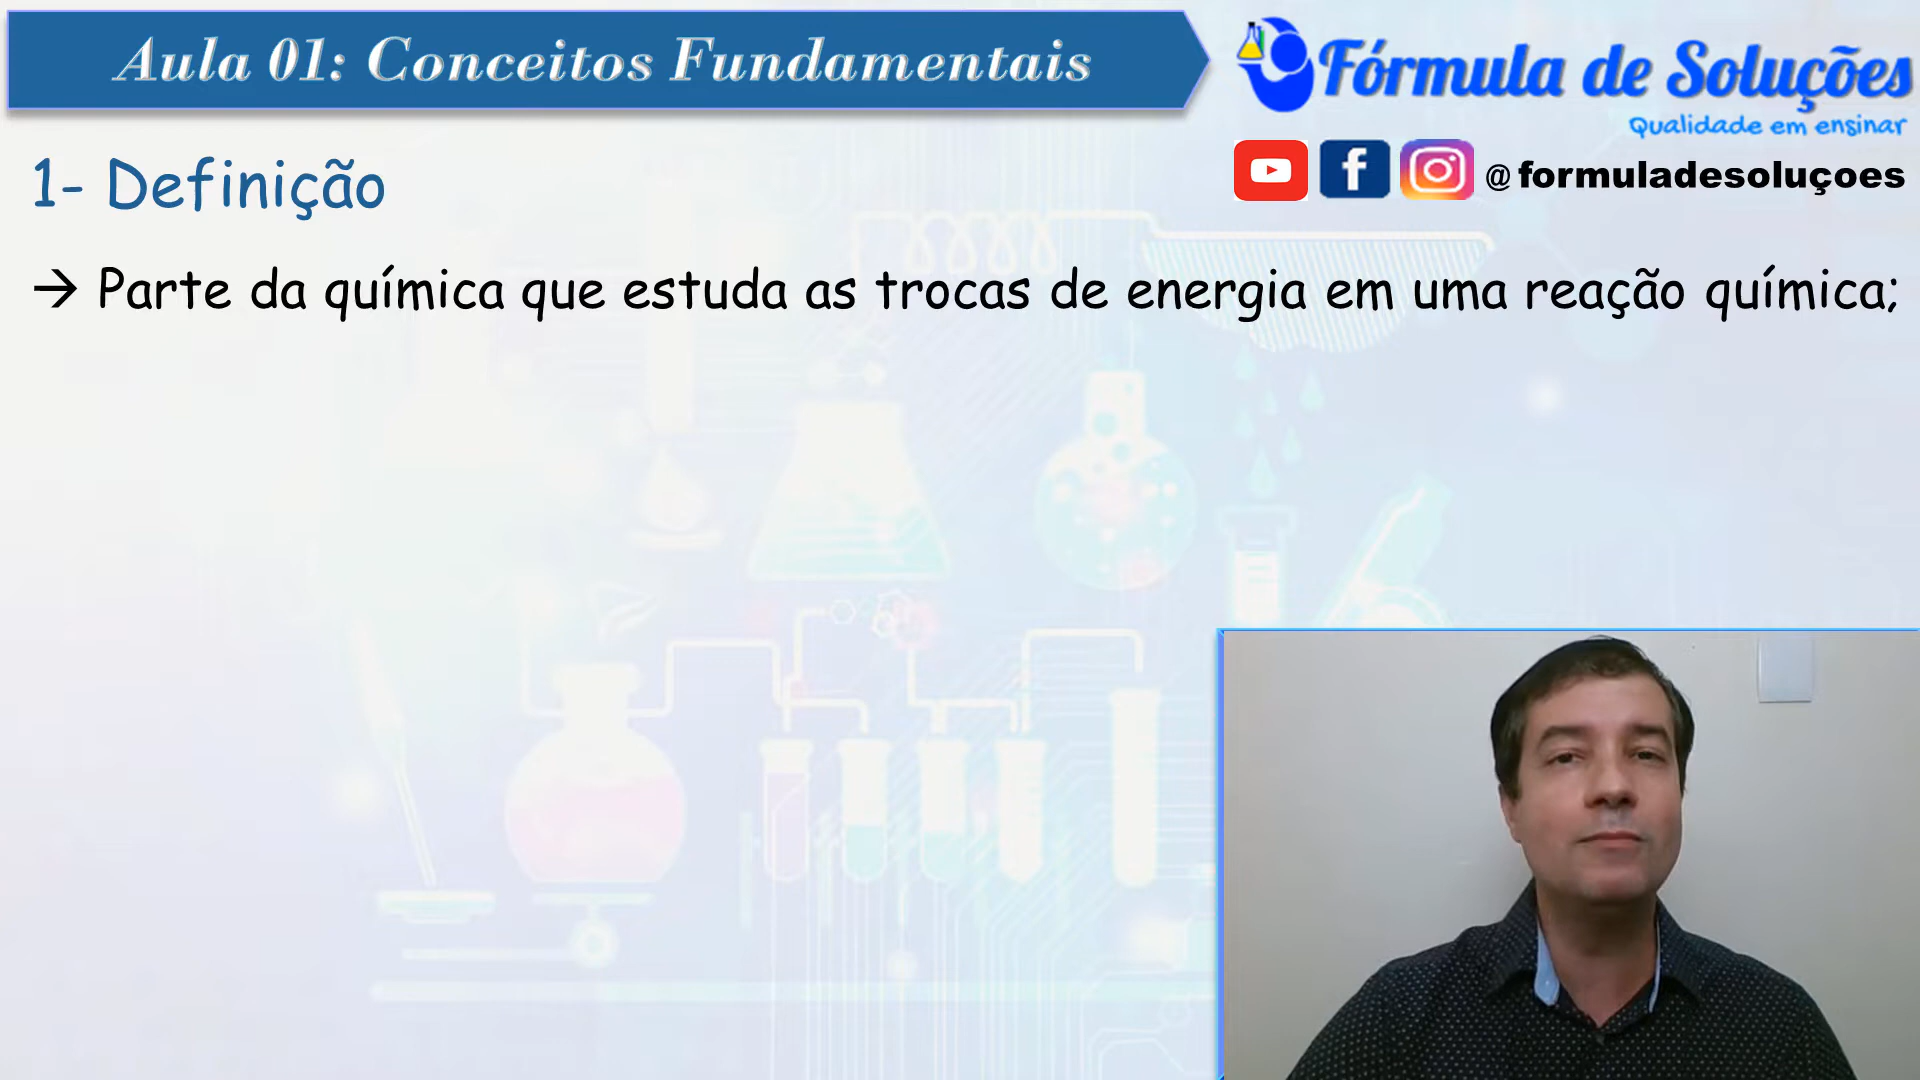 Aula 01: Conceitos Fundamentais
Fórmula de Soluções
Qualidade em ensinar
@formuladesoluçoes
1- Definição
→ Parte da química que estuda as trocas de energia em uma reação química;